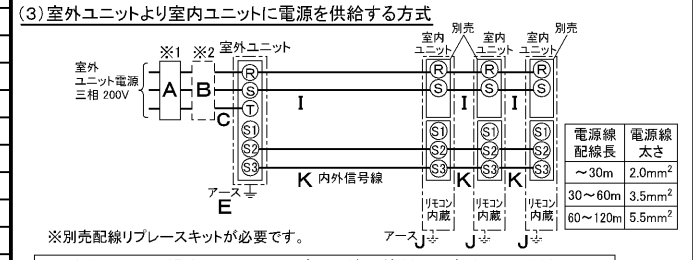 (3)室外ユニットより室内ユニットに電源を供給する方式
※1 ※2 室外ユニット
室外
ユニット電源
三相 200V
A B C
R
S
T
S1
S2
S3
アース
E
I
K 内外信号線
別売 別売
室内
ユニット
室内
ユニット
室内
ユニット
R R R
S S S
I I
S1 S1 S1
S2 S2 S2
S3 S3 S3
K K
リモコン
内蔵
リモコン
内蔵
リモコン
内蔵
アース J J J
電源線
配線長
電源線
太さ
~30m 2.0mm²
30~60m 3.5mm²
60~120m 5.5mm²
※別売配線リプレースキットが必要です。